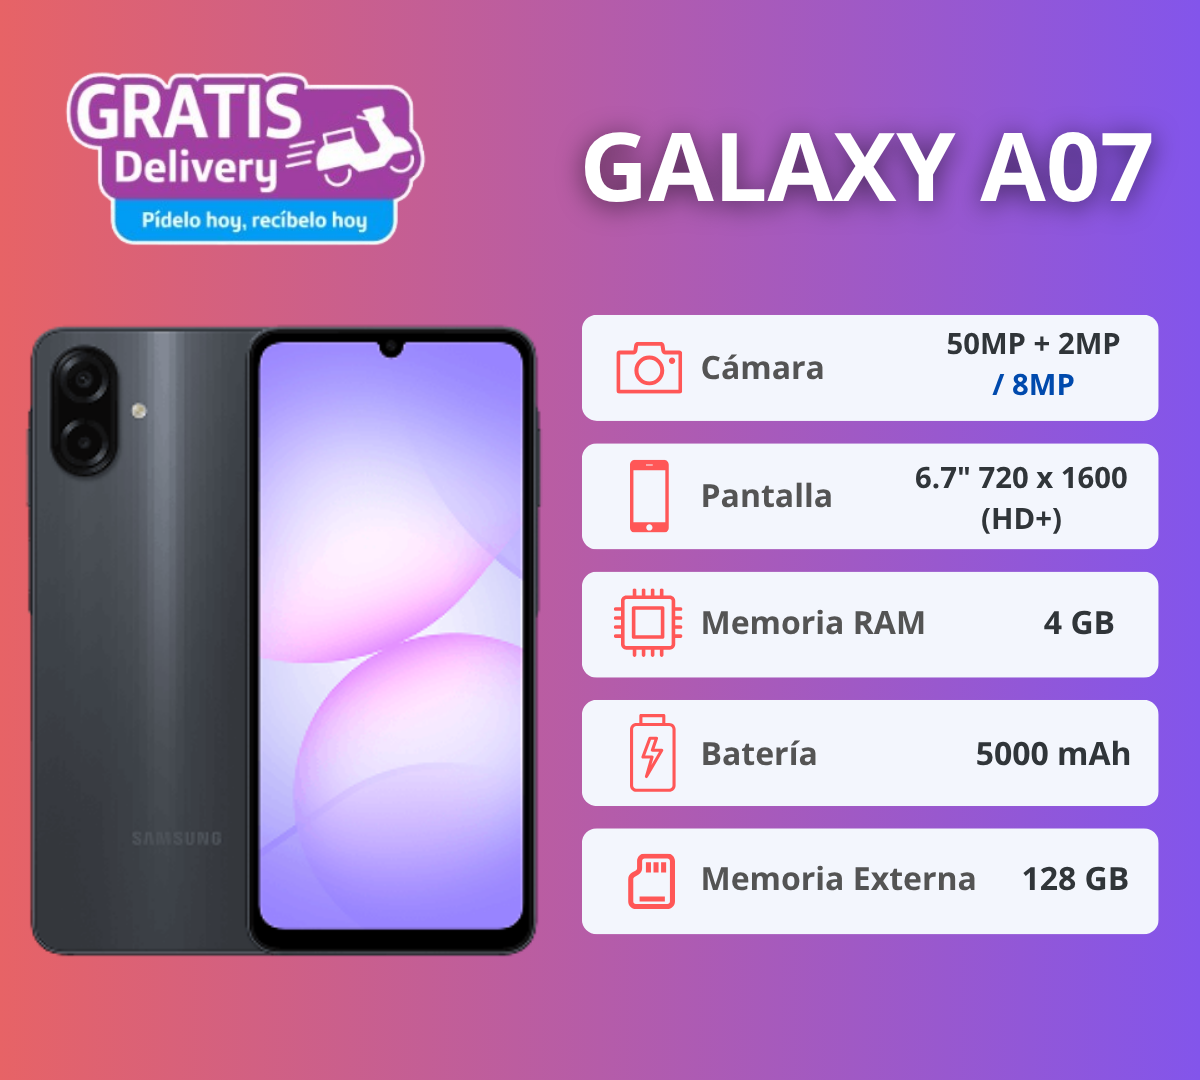 GRATIS
Delivery
Pídelo hoy, recíbelo hoy
GALAXY A07
Cámara
50MP + 2MP
/ 8MP
Pantalla
6.7" 720 x 1600
(HD+)
Memoria RAM
4 GB
Batería
5000 mAh
Memoria Externa
128 GB
SAMSUNG